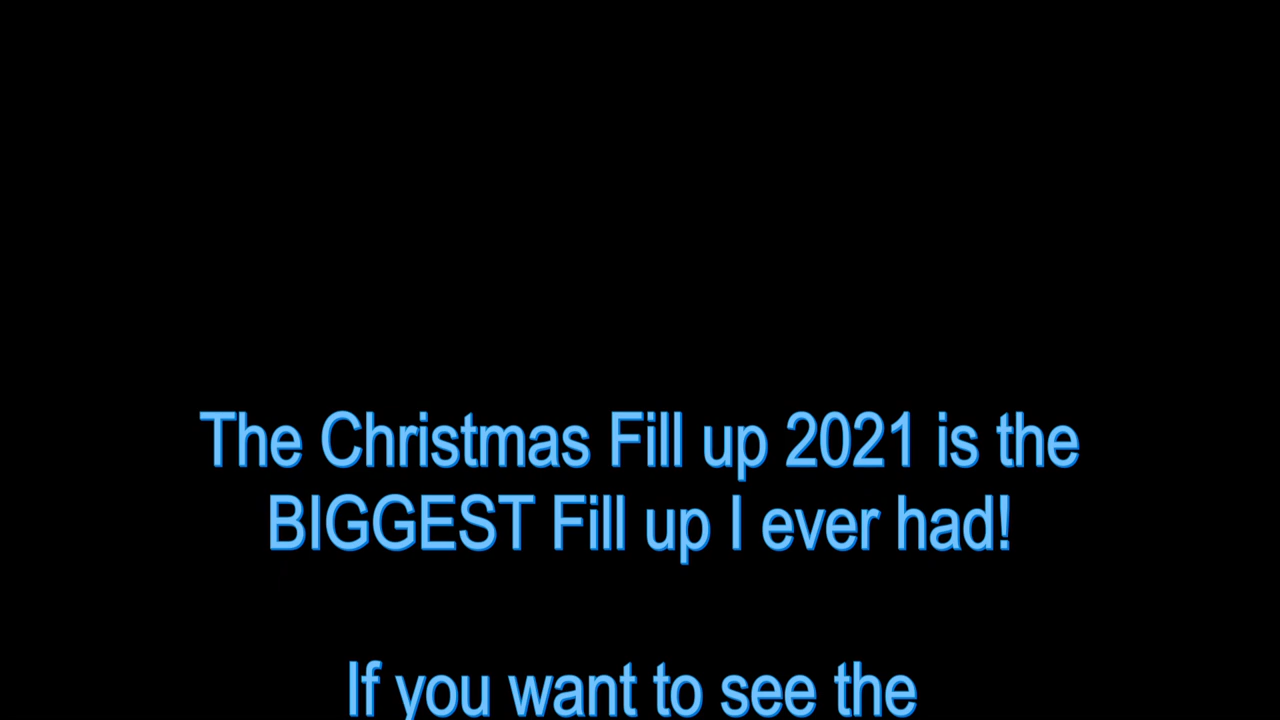 The Christmas Fill up 2021 is the
BIGGEST Fill up I ever had!
If you want to see the